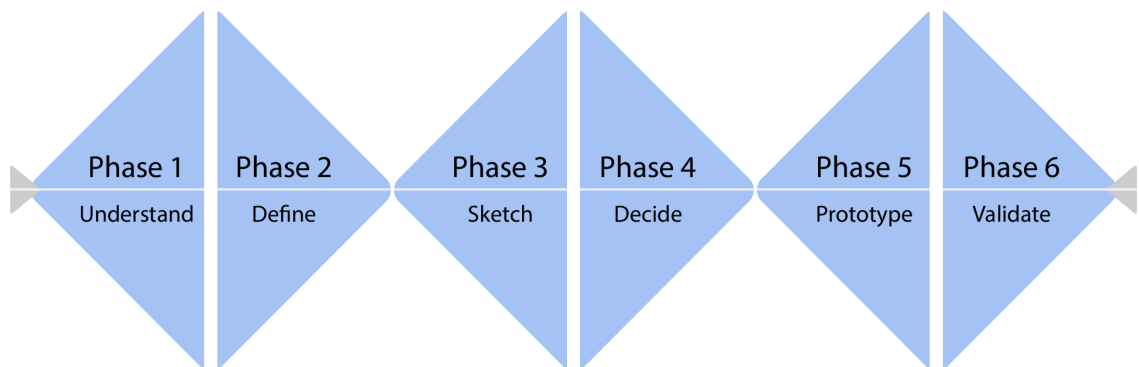 Phase 1
Understand
Phase 2
Define
Phase 3
Sketch
Phase 4
Decide
Phase 5
Prototype
Phase 6
Validate